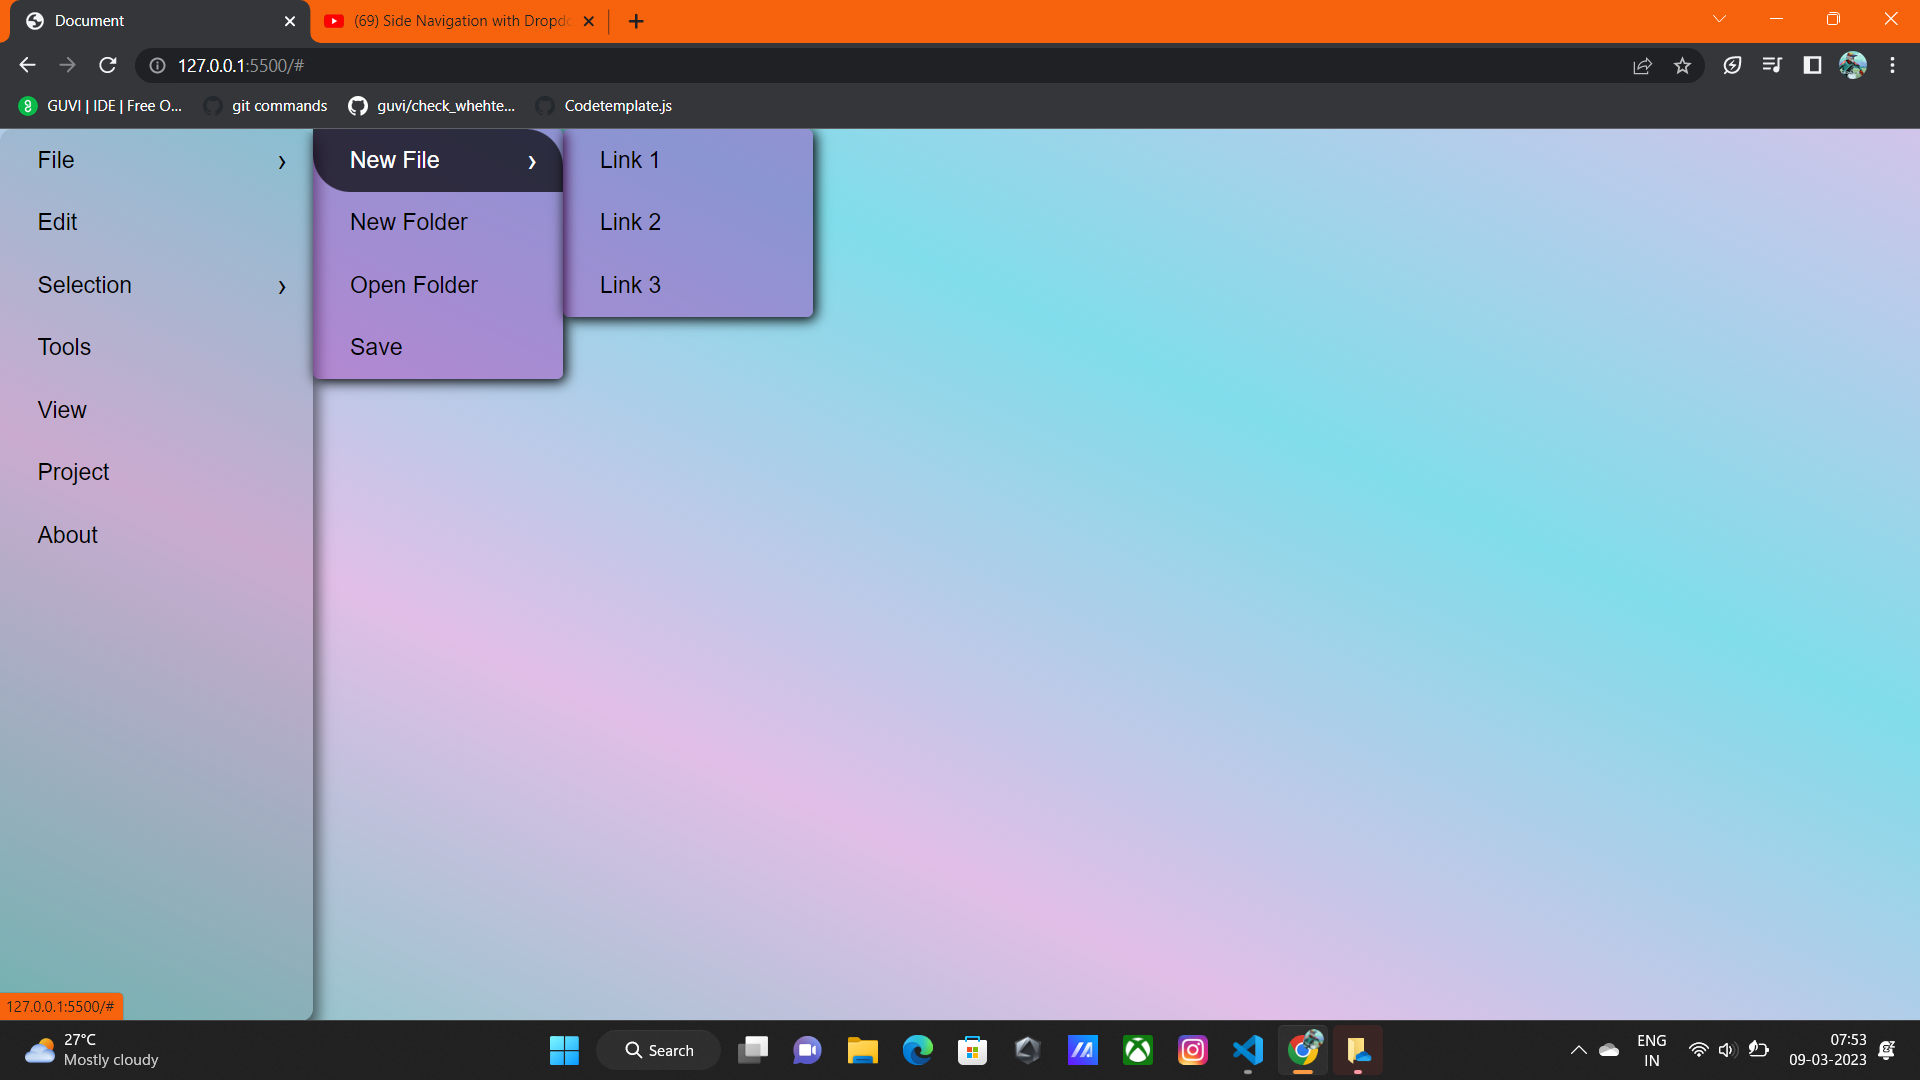 Document
(69) Side Navigation with Dropdo
127.0.0.1:5500/#
GUVI | IDE | Free O...
git commands
guvi/check_whehte...
Codetemplate.js
File ›
Edit
Selection ›
Tools
View
Project
About
New File ›
New Folder
Open Folder
Save
Link 1
Link 2
Link 3
127.0.0.1:5500/#
27°C
Mostly cloudy
Search
ENG
IN
07:53
09-03-2023